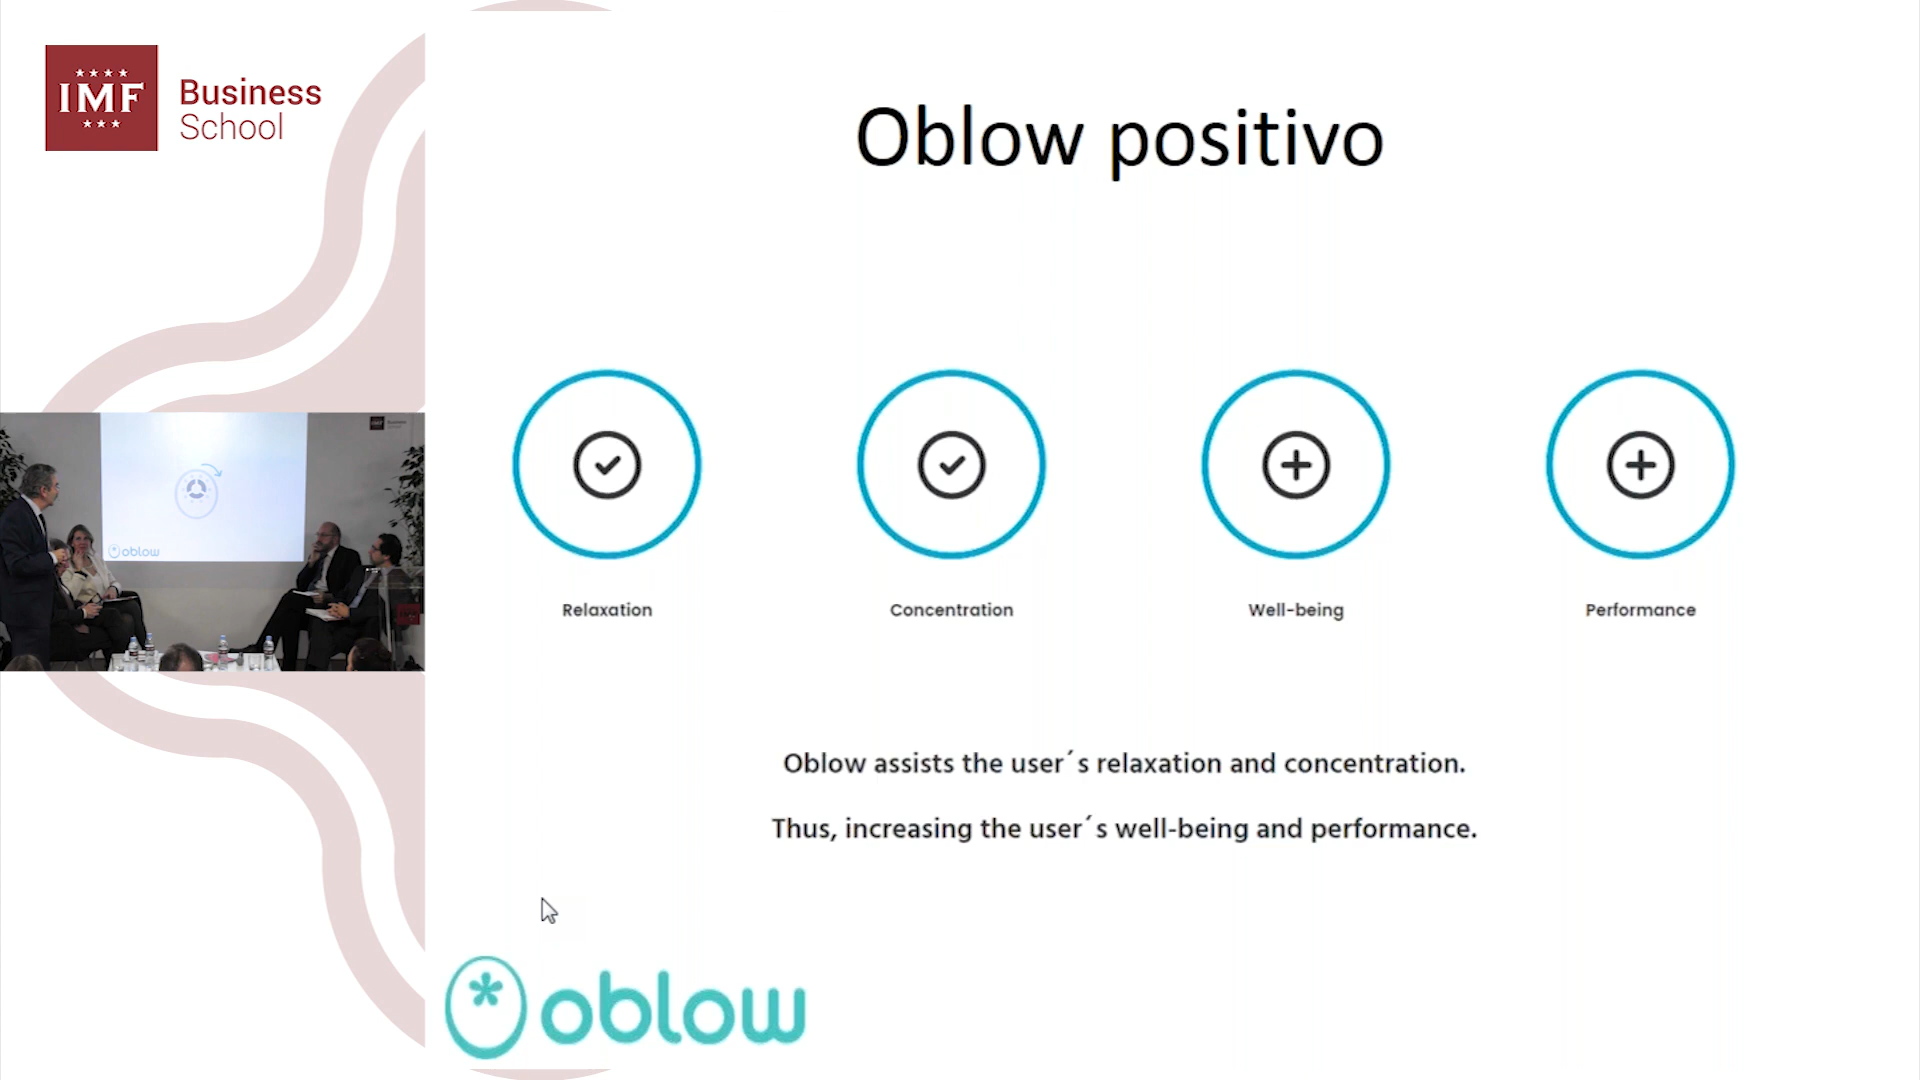 IMF
Business
School
Oblow positivo
Relaxation
Concentration
Well-being
Performance
Oblow assists the user´s relaxation and concentration.
Thus, increasing the user´s well-being and performance.
oblow
oblow